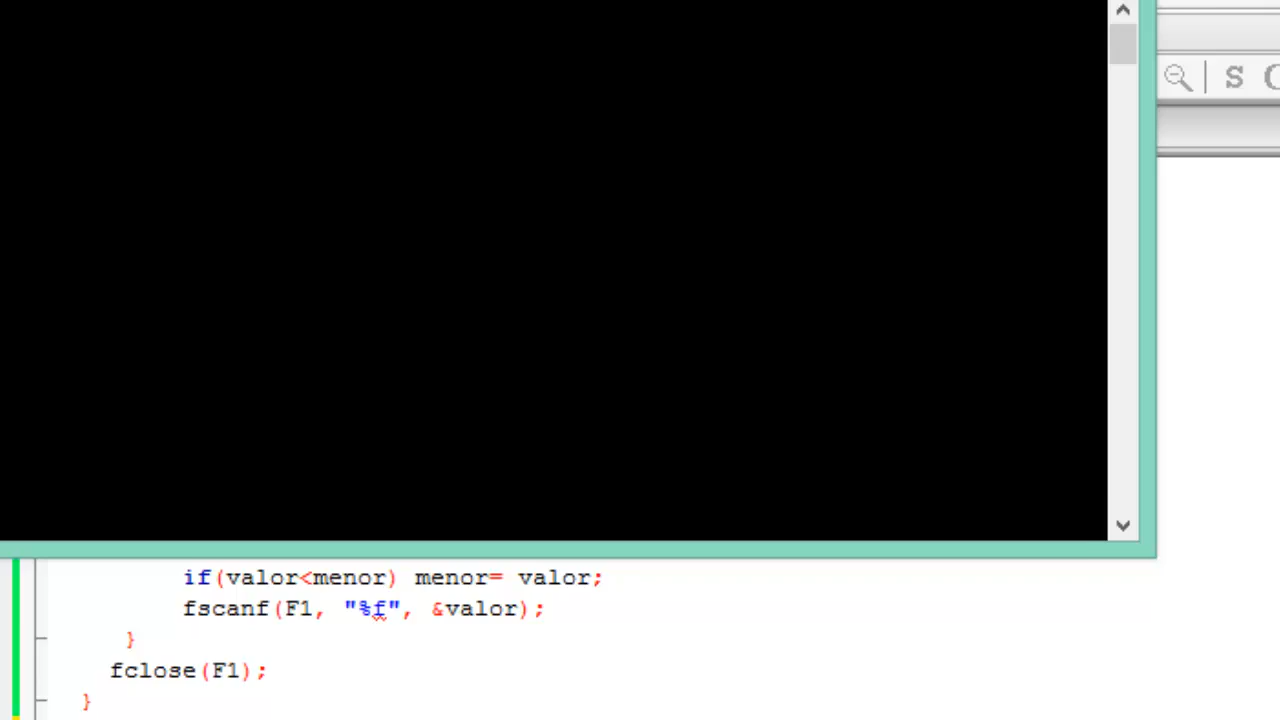 S
if(valor<menor) menor= valor;
fscanf(F1, "%f", &valor);
}
fclose(F1);
}